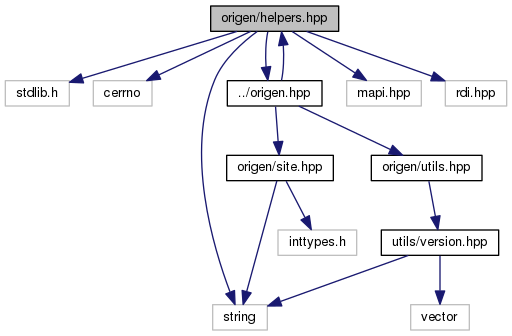 origen/helpers.hpp
stdlib.h
cerrno
../origen.hpp
mapi.hpp
rdi.hpp
origen/site.hpp
origen/utils.hpp
inttypes.h
utils/version.hpp
string
vector